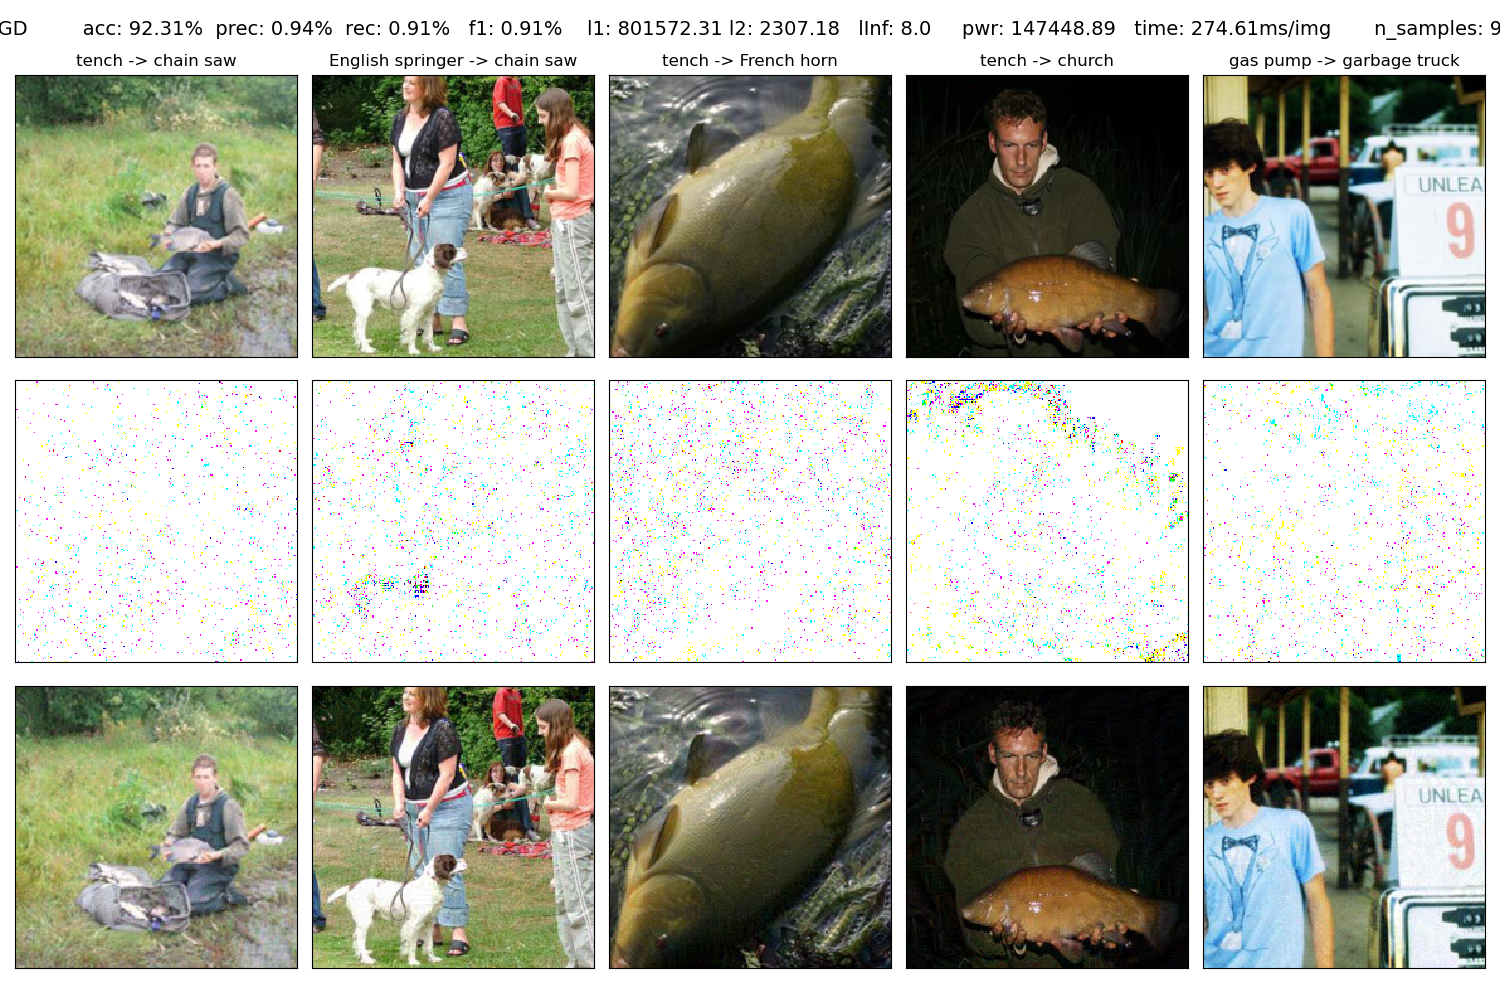 GD acc: 92.31% prec: 0.94% rec: 0.91% f1: 0.91% l1: 801572.31 l2: 2307.18 lInf: 8.0 pwr: 147448.89 time: 274.61ms/img n_samples: 9
tench -> chain saw
English springer -> chain saw
tench -> French horn
tench -> church
gas pump -> garbage truck
UNLEA
9
UNLEA
9